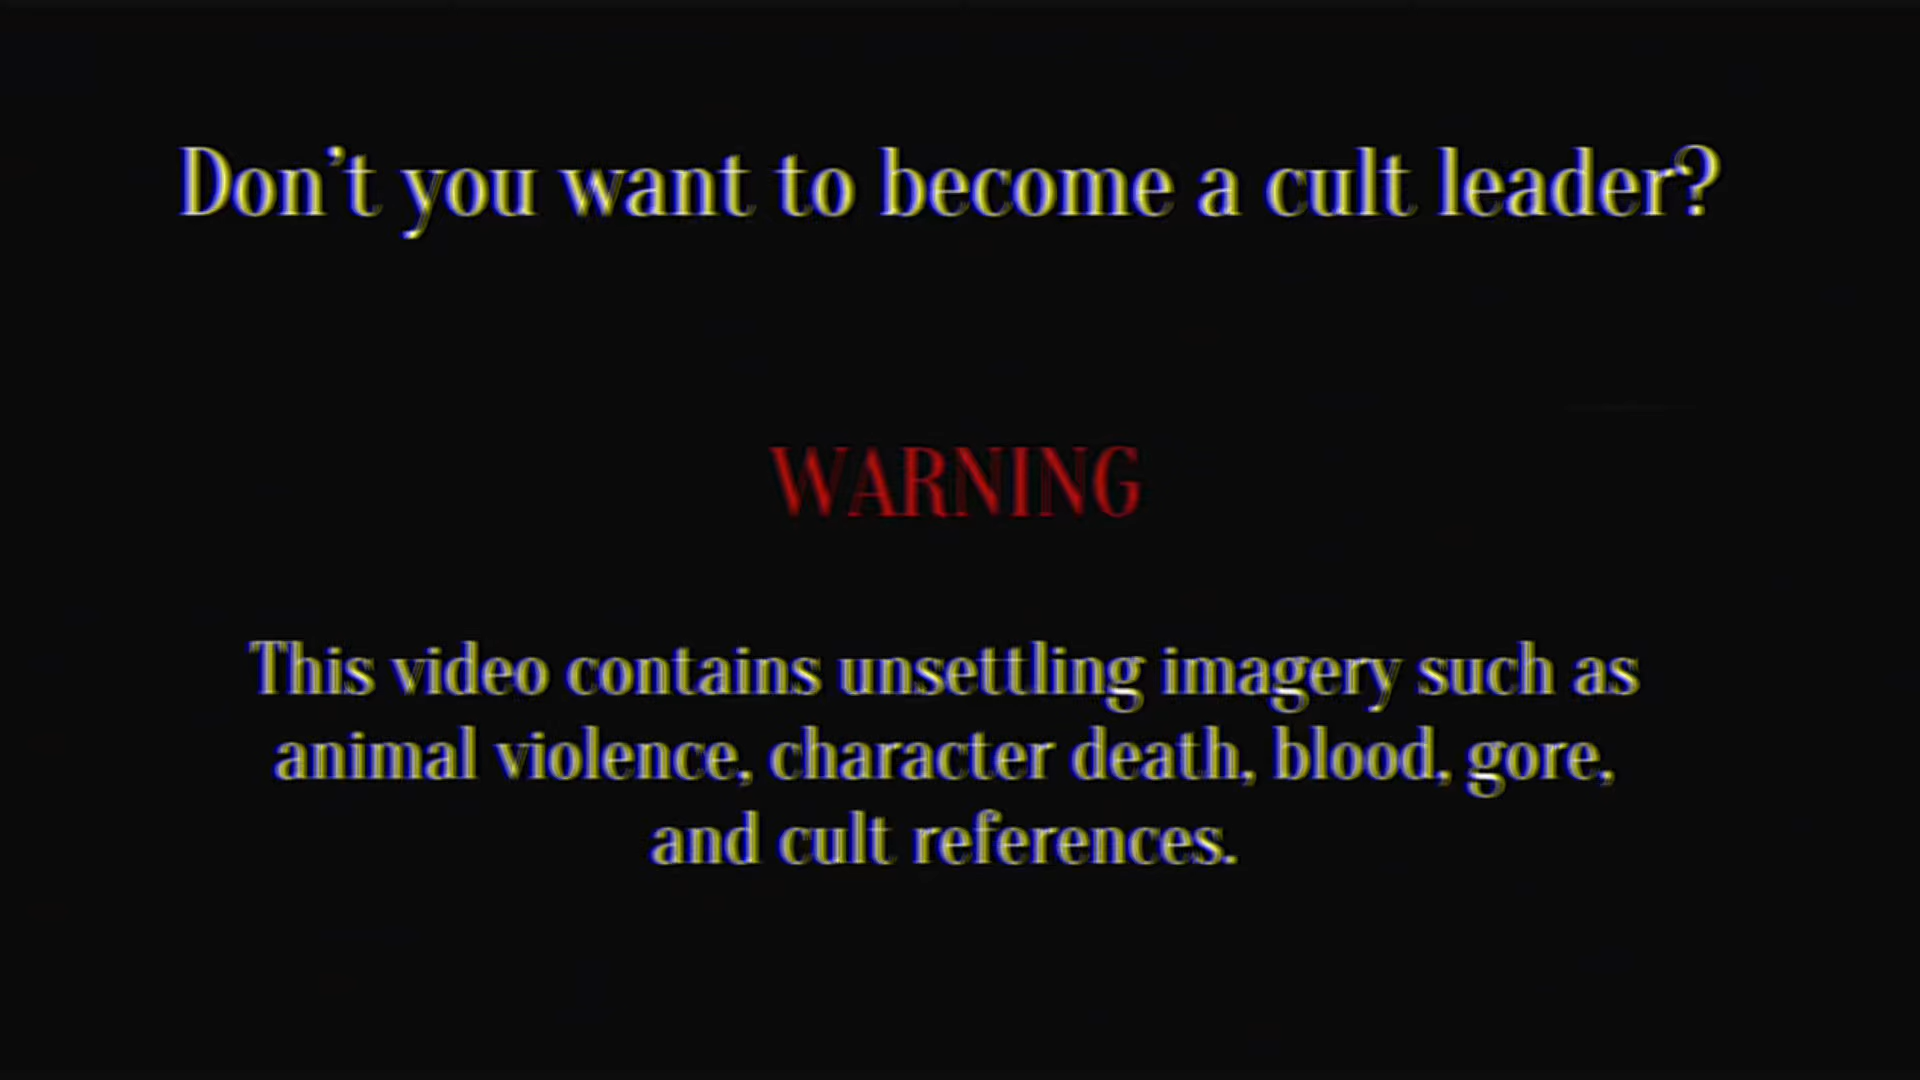 Don't you want to become a cult leader?
WARNING
This video contains unsettling imagery such as
animal violence, character death, blood, gore,
and cult references.